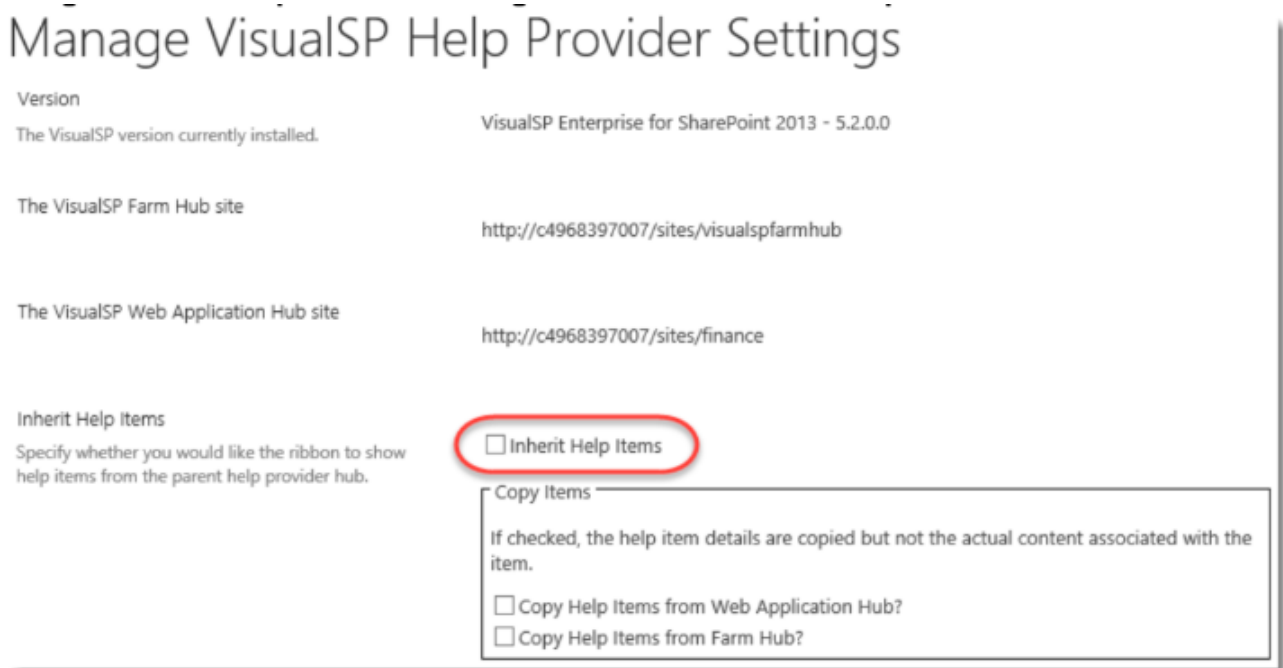 Manage VisualSP Help Provider Settings
Version
The VisualSP version currently installed.
VisualSP Enterprise for SharePoint 2013 - 5.2.0.0
The VisualSP Farm Hub site
http://c4968397007/sites/visualspfarmhub
The VisualSP Web Application Hub site
http://c4968397007/sites/finance
Inherit Help Items
Specify whether you would like the ribbon to show
help items from the parent help provider hub.
Inherit Help Items
Copy Items
If checked, the help item details are copied but not the actual content associated with the
item.
Copy Help Items from Web Application Hub?
Copy Help Items from Farm Hub?